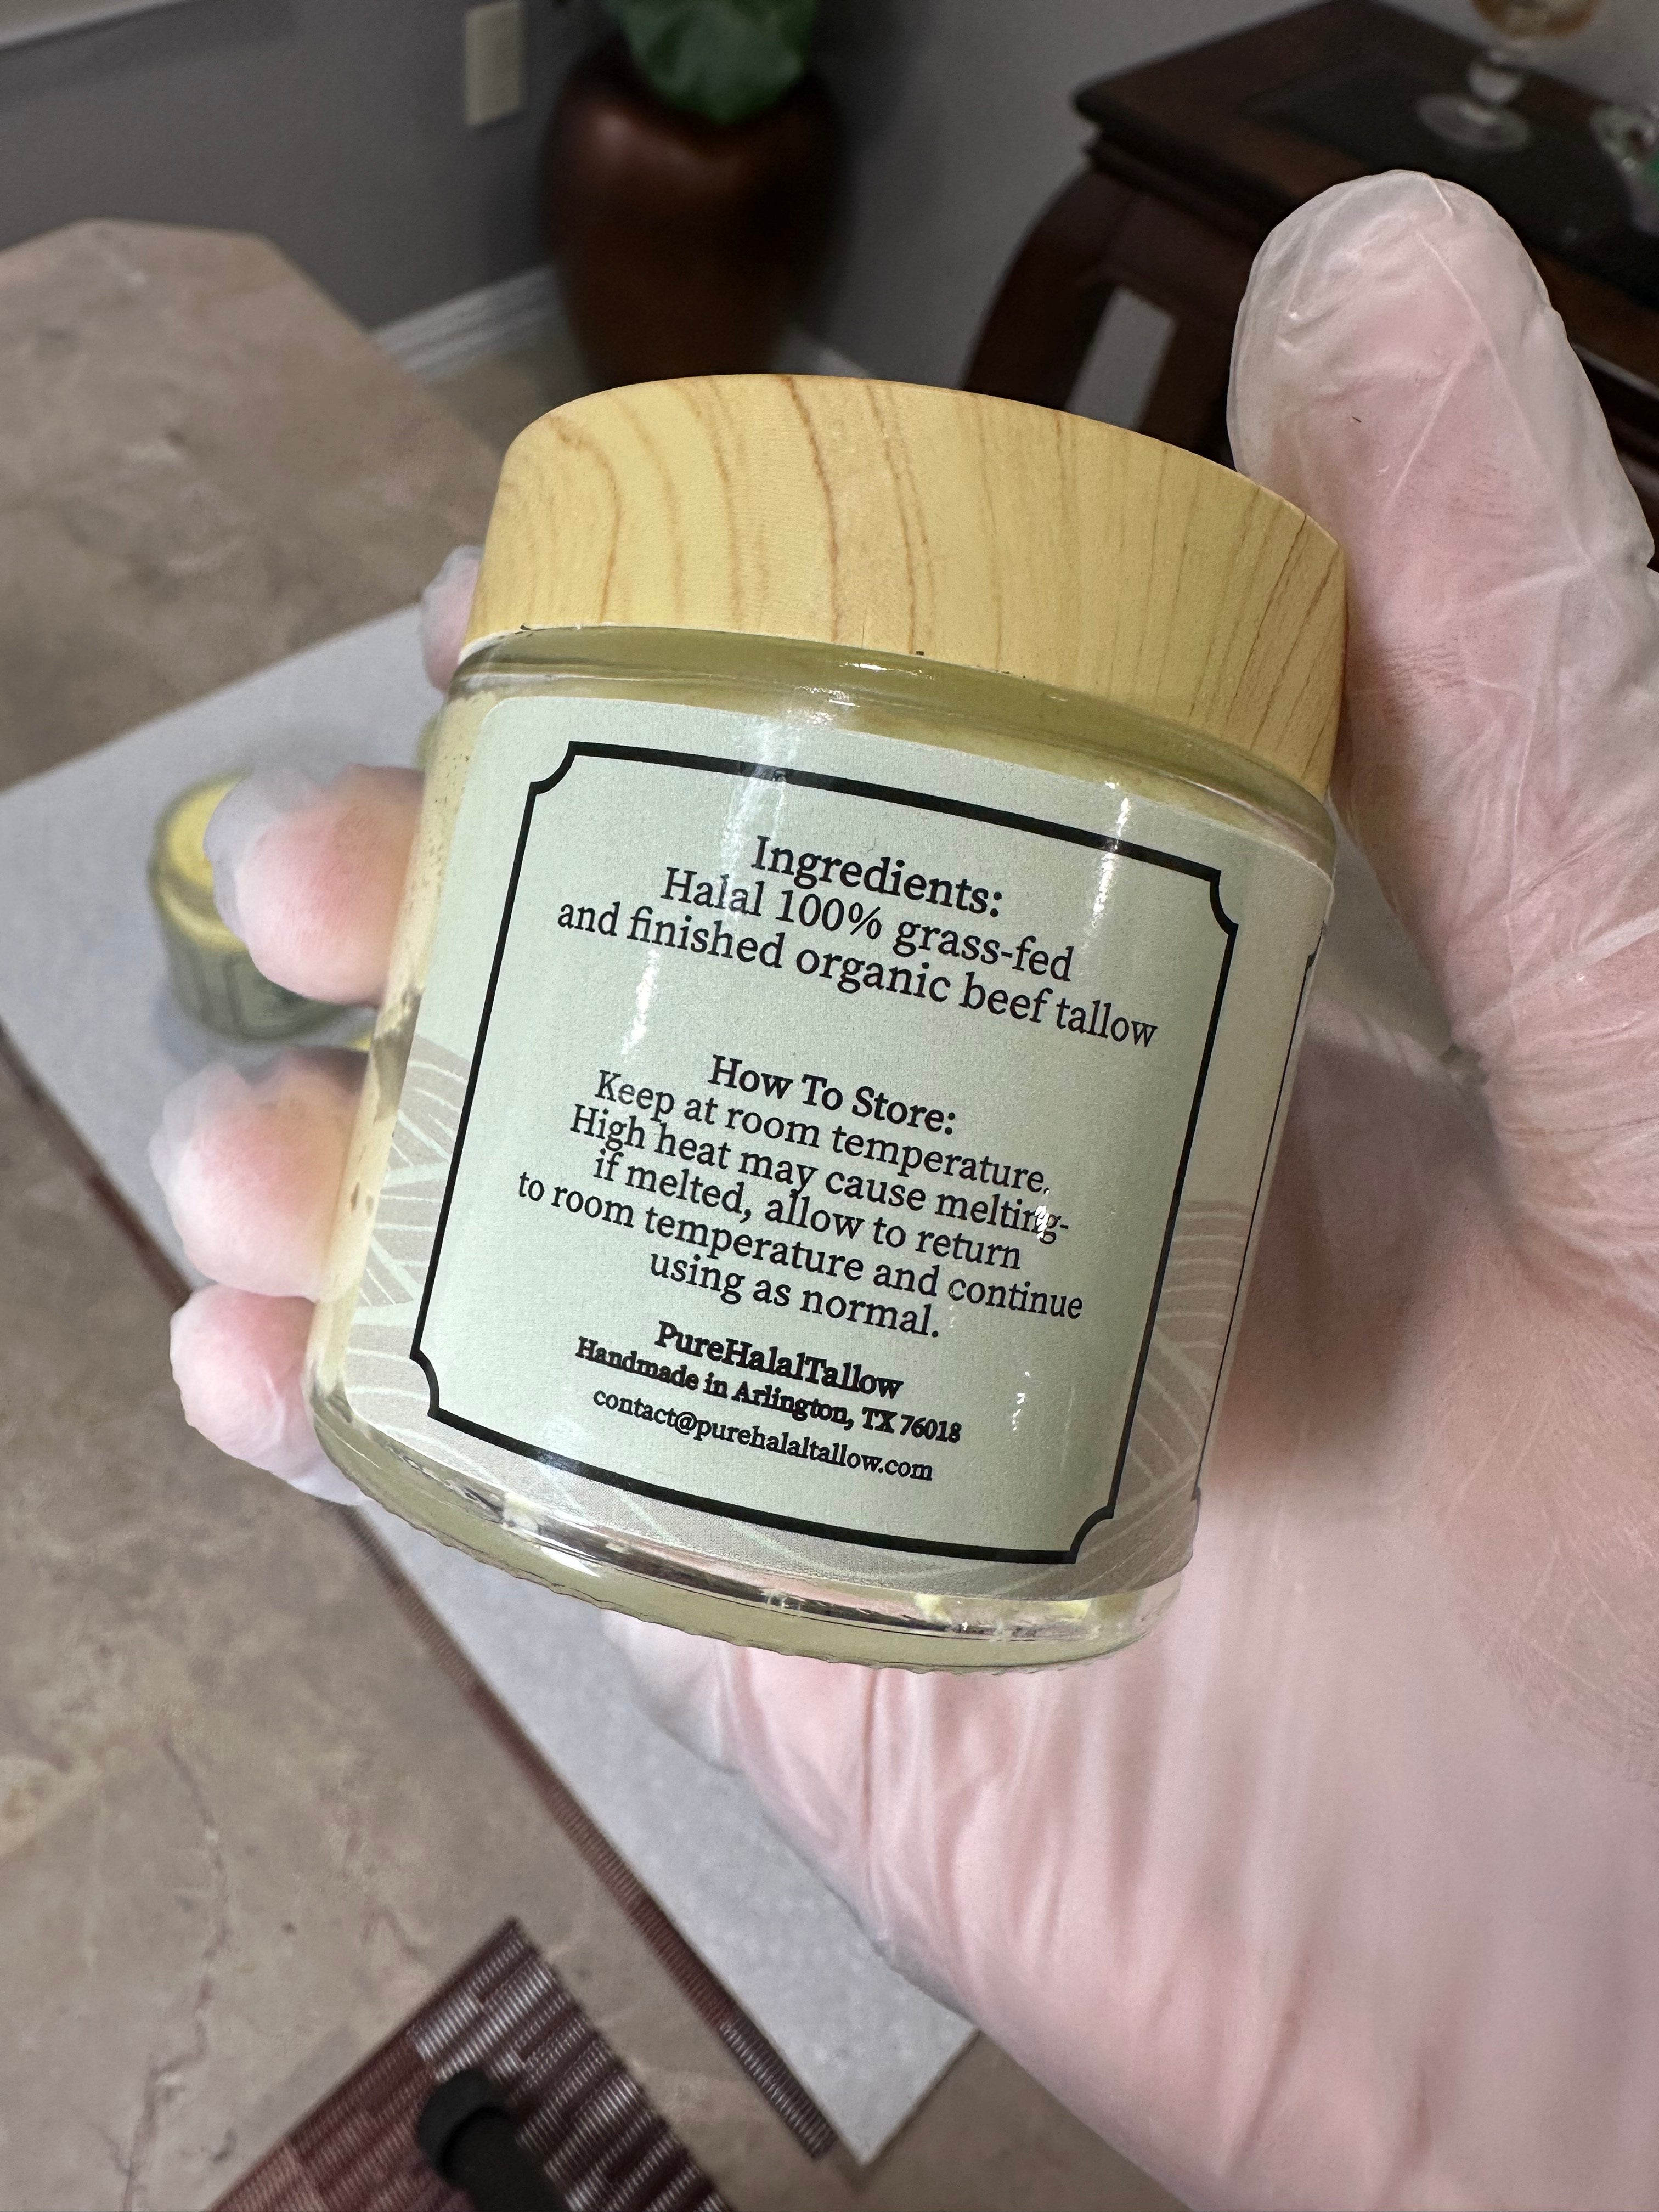 Ingredients:
Halal 100% grass-fed
and finished organic beef tallow
How To Store:
Keep at room temperature.
High heat may cause melting-
if melted, allow to return
to room temperature and continue
using as normal.
PureHalalTallow
Handmade in Arlington, TX 76018
contact@purehalaltallow.com